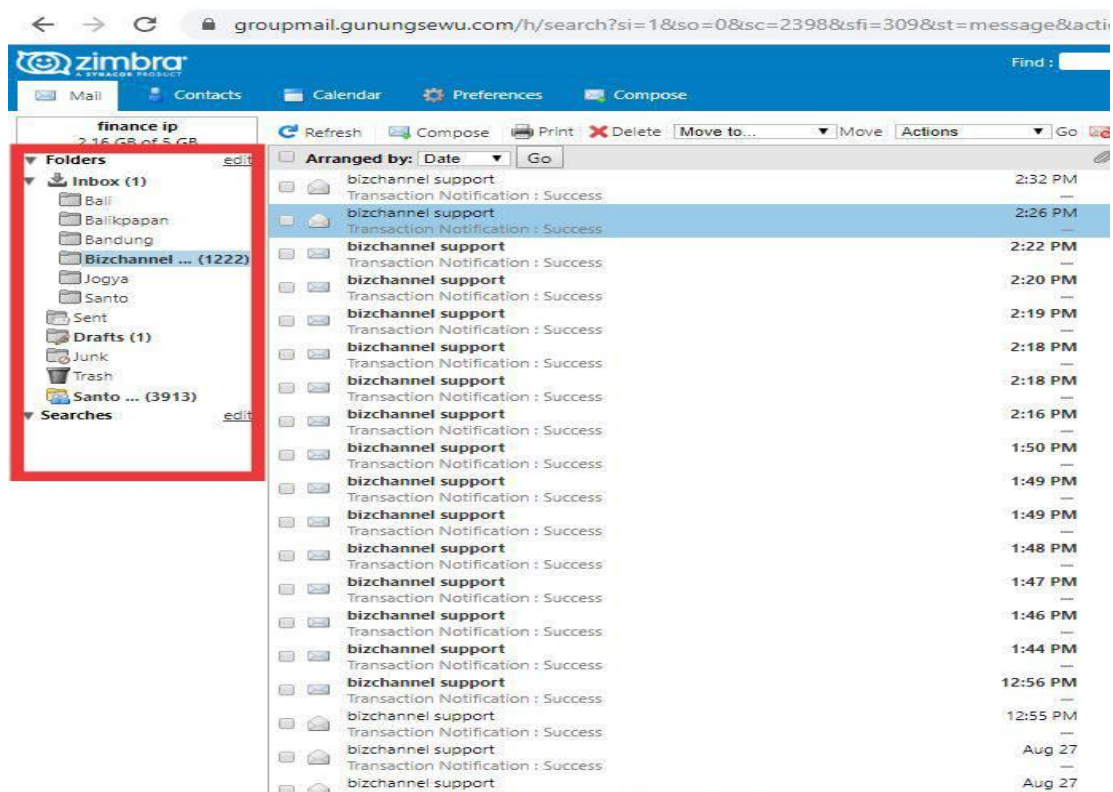 groupmail.gunungsewu.com/h/search?si=1&so=0&sc=2398&sfi=309&st=message&acti
zimbra
A SYNACOR PRODUCT
Find :
Mail Contacts Calendar Preferences Compose
finance ip
2.16 GB of 5 GB
Refresh Compose Print Delete Move to... Move Actions Go
Folders edit
Arranged by: Date Go
Inbox (1)
Bali
Balikpapan
Bandung
Bizchannel ... (1222)
Jogya
Santo
Sent
Drafts (1)
Junk
Trash
Santo ... (3913)
Searches edit
bizchannel support 2:32 PM
Transaction Notification : Success —
bizchannel support 2:26 PM
Transaction Notification : Success —
bizchannel support 2:22 PM
Transaction Notification : Success —
bizchannel support 2:20 PM
Transaction Notification : Success —
bizchannel support 2:19 PM
Transaction Notification : Success —
bizchannel support 2:18 PM
Transaction Notification : Success —
bizchannel support 2:18 PM
Transaction Notification : Success —
bizchannel support 2:16 PM
Transaction Notification : Success —
bizchannel support 1:50 PM
Transaction Notification : Success —
bizchannel support 1:49 PM
Transaction Notification : Success —
bizchannel support 1:49 PM
Transaction Notification : Success —
bizchannel support 1:48 PM
Transaction Notification : Success —
bizchannel support 1:47 PM
Transaction Notification : Success —
bizchannel support 1:46 PM
Transaction Notification : Success —
bizchannel support 1:44 PM
Transaction Notification : Success —
bizchannel support 12:56 PM
Transaction Notification : Success —
bizchannel support 12:55 PM
Transaction Notification : Success —
bizchannel support Aug 27
Transaction Notification : Success —
bizchannel support Aug 27